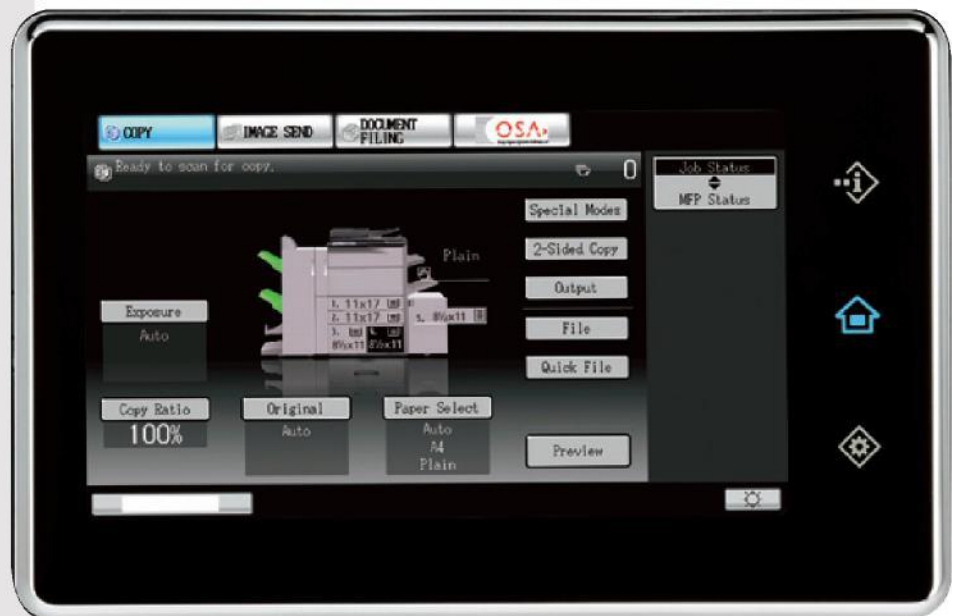 COPY
IMAGE SEND
DOCUMENT
FILING
OSA
Ready to scan for copy.
0
Job Status
MFP Status
Special Modes
2-Sided Copy
Plain
Output
1. 11x17
2. 11x17
5. 8½x11
3.
4.
8½x11
8½x11
Exposure
Auto
File
Quick File
Copy Ratio
100%
Original
Auto
Paper Select
Auto
A4
Plain
Preview